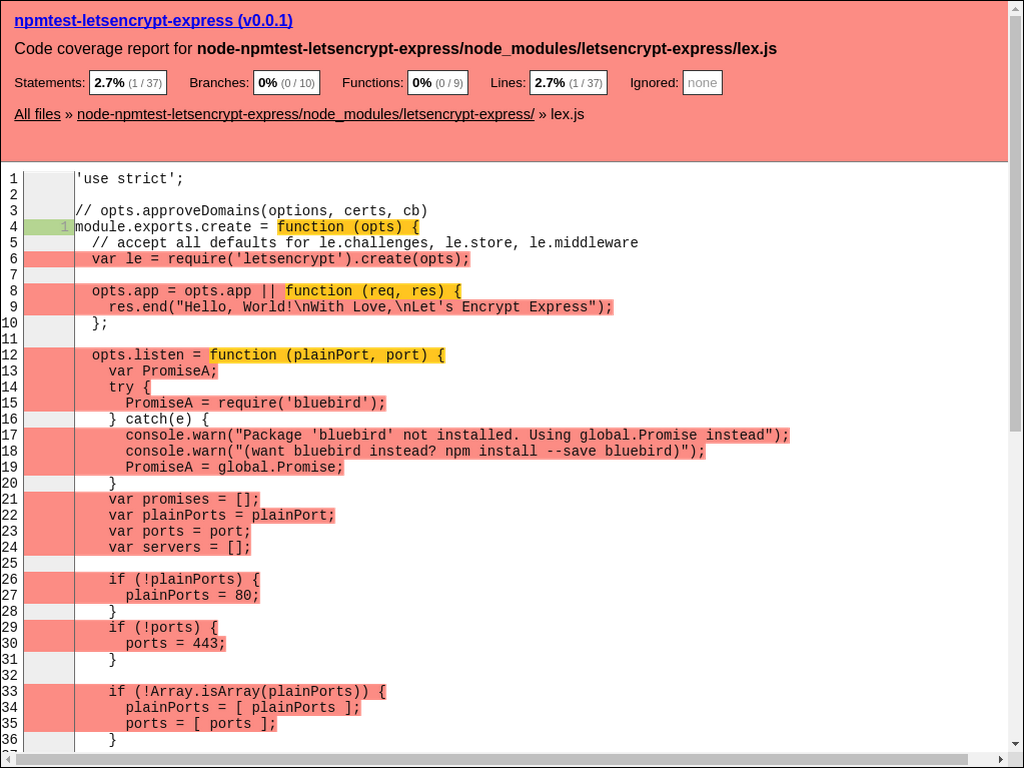 npmtest-letsencrypt-express (v0.0.1)
Code coverage report for node-npmtest-letsencrypt-express/node_modules/letsencrypt-express/lex.js
Statements: 2.7% (1 / 37) Branches: 0% (0 / 10) Functions: 0% (0 / 9) Lines: 2.7% (1 / 37) Ignored: none
All files » node-npmtest-letsencrypt-express/node_modules/letsencrypt-express/ » lex.js
1 'use strict';
2
3 // opts.approveDomains(options, certs, cb)
4 1 module.exports.create = function (opts) {
5 // accept all defaults for le.challenges, le.store, le.middleware
6 var le = require('letsencrypt').create(opts);
7
8 opts.app = opts.app || function (req, res) {
9 res.end("Hello, World!\nWith Love,\nLet's Encrypt Express");
10 };
11
12 opts.listen = function (plainPort, port) {
13 var PromiseA;
14 try {
15 PromiseA = require('bluebird');
16 } catch(e) {
17 console.warn("Package 'bluebird' not installed. Using global.Promise instead");
18 console.warn("(want bluebird instead? npm install --save bluebird)");
19 PromiseA = global.Promise;
20 }
21 var promises = [];
22 var plainPorts = plainPort;
23 var ports = port;
24 var servers = [];
25
26 if (!plainPorts) {
27 plainPorts = 80;
28 }
29 if (!ports) {
30 ports = 443;
31 }
32
33 if (!Array.isArray(plainPorts)) {
34 plainPorts = [ plainPorts ];
35 ports = [ ports ];
36 }